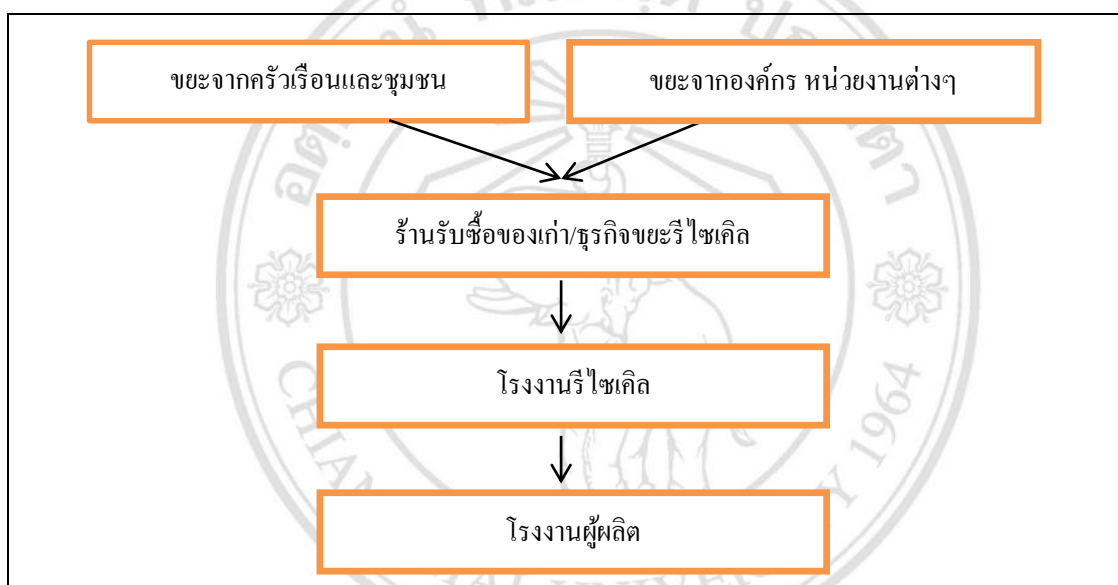 ขยะจากครัวเรือนและชุมชน
ขยะจากองค์กร หน่วยงานต่างๆ
ร้านรับซื้อของเก่า/ธุรกิจขยะรีไซเคิล
โรงงานรีไซเคิล
โรงงานผู้ผลิต
1964